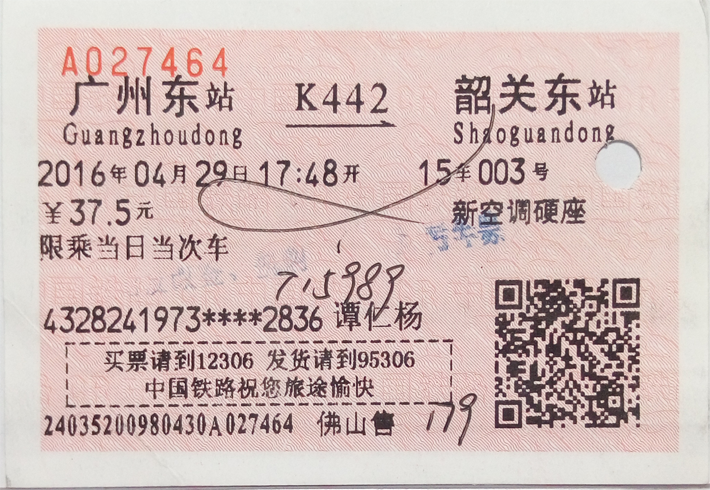 A027464
广州东站 K442 韶关东站
Guangzhoudong Shaoguandong
2016年04月29日17:48开 15车003号
￥37.5元 新空调硬座
限乘当日当次车
715989
4328241973****2836 谭仁杨
买票请到12306 发货请到95306
中国铁路祝您旅途愉快
24035200980430A027464 佛山售 179